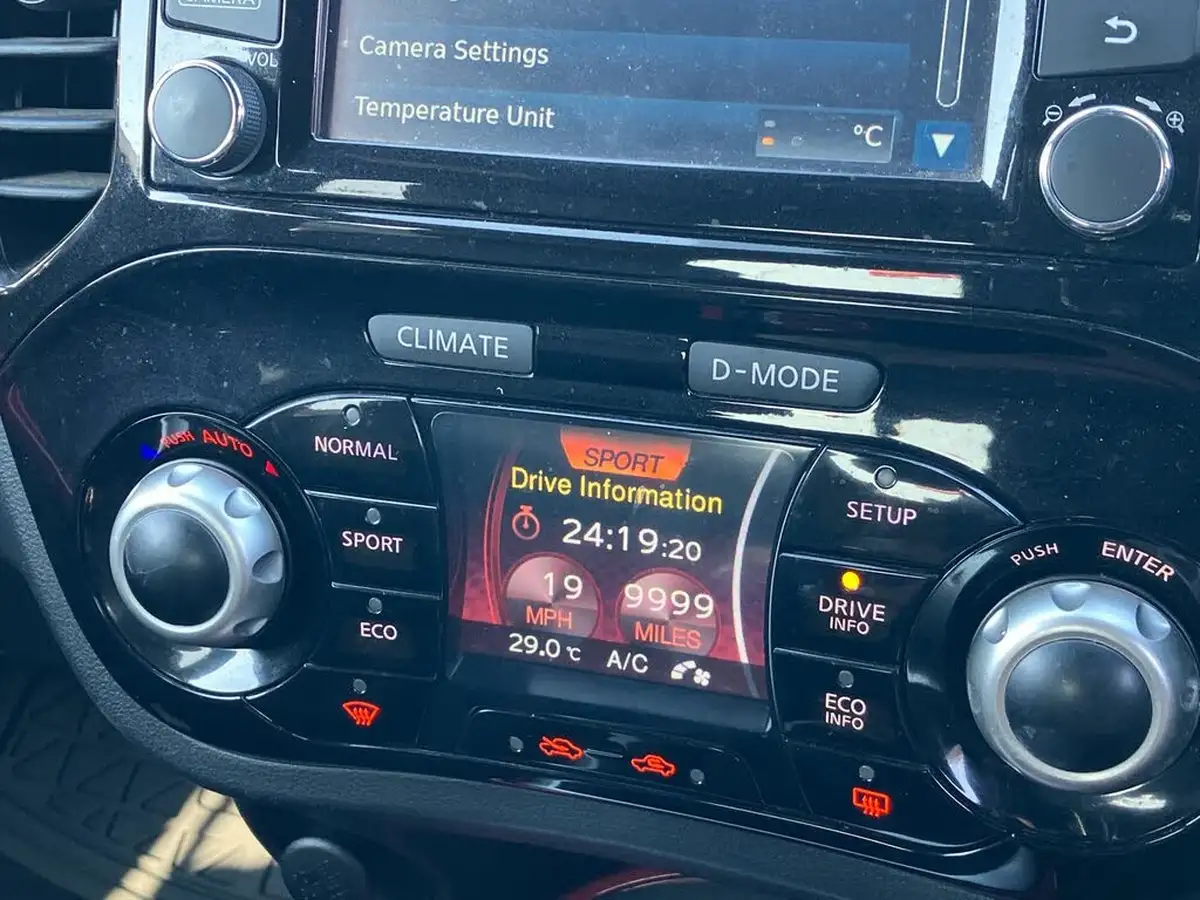 CAMERA
VOL
Camera Settings
Temperature Unit
°C
CLIMATE
D-MODE
PUSH AUTO
NORMAL
SPORT
ECO
SPORT
Drive Information
24:19:20
19
MPH
9999
MILES
29.0 °C A/C
SETUP
DRIVE
INFO
ECO
INFO
PUSH ENTER